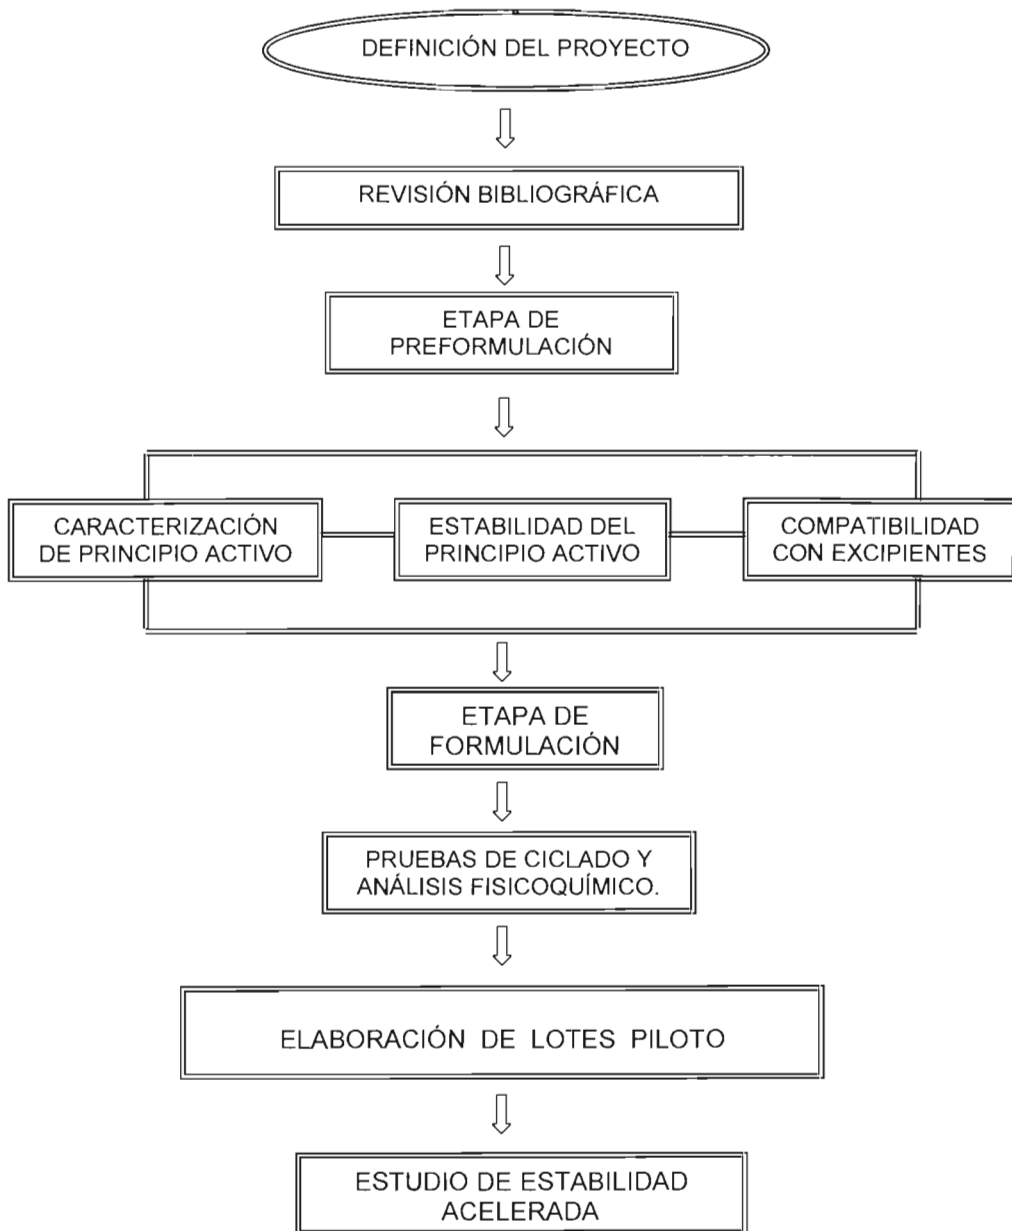 DEFINICIÓN DEL PROYECTO
REVISIÓN BIBLIOGRÁFICA
ETAPA DE
PREFORMULACIÓN
CARACTERIZACIÓN
DE PRINCIPIO ACTIVO
ESTABILIDAD DEL
PRINCIPIO ACTIVO
COMPATIBILIDAD
CON EXCIPIENTES
ETAPA DE
FORMULACIÓN
PRUEBAS DE CICLADO Y
ANÁLISIS FISICOQUÍMICO.
ELABORACIÓN DE LOTES PILOTO
ESTUDIO DE ESTABILIDAD
ACELERADA